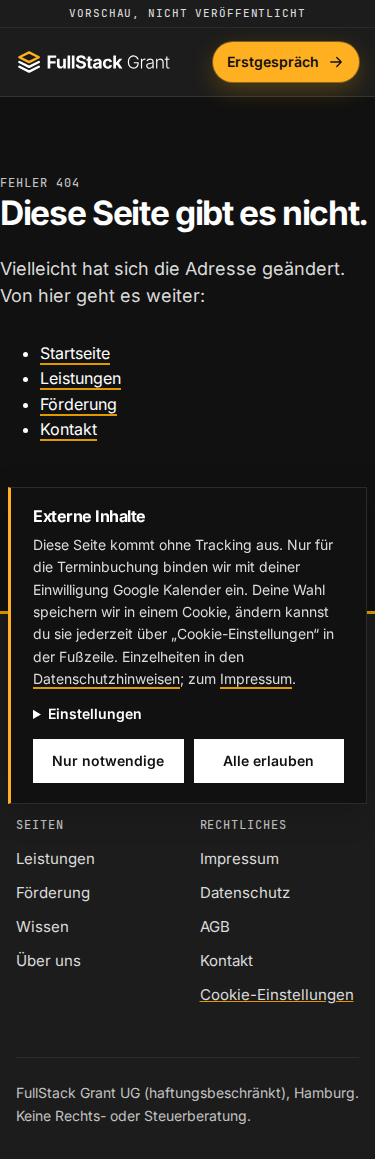 VORSCHAU, NICHT VERÖFFENTLICHT
FullStack Grant
Erstgespräch →
FEHLER 404
Diese Seite gibt es nicht.
Vielleicht hat sich die Adresse geändert.
Von hier geht es weiter:
Startseite
Leistungen
Förderung
Kontakt
Externe Inhalte
Diese Seite kommt ohne Tracking aus. Nur für
die Terminbuchung binden wir mit deiner
Einwilligung Google Kalender ein. Deine Wahl
speichern wir in einem Cookie, ändern kannst
du sie jederzeit über „Cookie-Einstellungen“ in
der Fußzeile. Einzelheiten in den
Datenschutzhinweisen; zum Impressum.
Einstellungen
Nur notwendige
Alle erlauben
SEITEN
Leistungen
Förderung
Wissen
Über uns
RECHTLICHES
Impressum
Datenschutz
AGB
Kontakt
Cookie-Einstellungen
FullStack Grant UG (haftungsbeschränkt), Hamburg.
Keine Rechts- oder Steuerberatung.